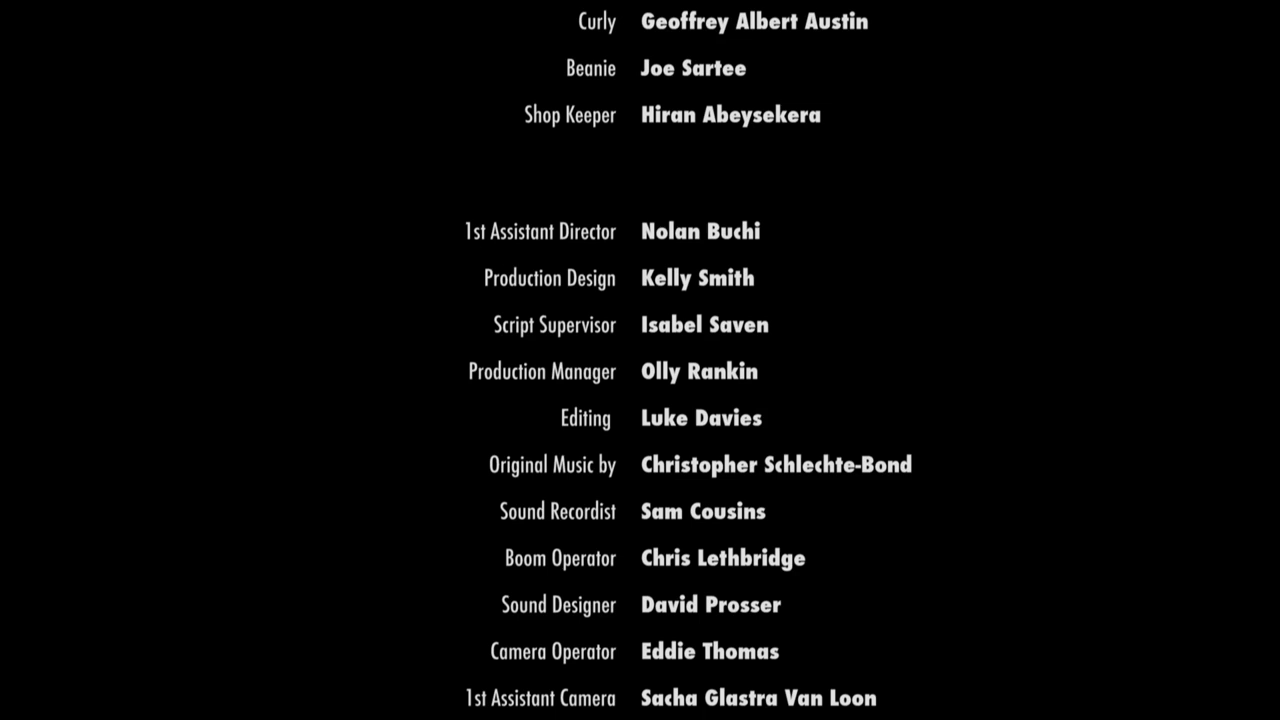 Curly Geoffrey Albert Austin
Beanie Joe Sartee
Shop Keeper Hiran Abeysekera
1st Assistant Director Nolan Buchi
Production Design Kelly Smith
Script Supervisor Isabel Saven
Production Manager Olly Rankin
Editing Luke Davies
Original Music by Christopher Schlechte-Bond
Sound Recordist Sam Cousins
Boom Operator Chris Lethbridge
Sound Designer David Prosser
Camera Operator Eddie Thomas
1st Assistant Camera Sacha Glastra Van Loon